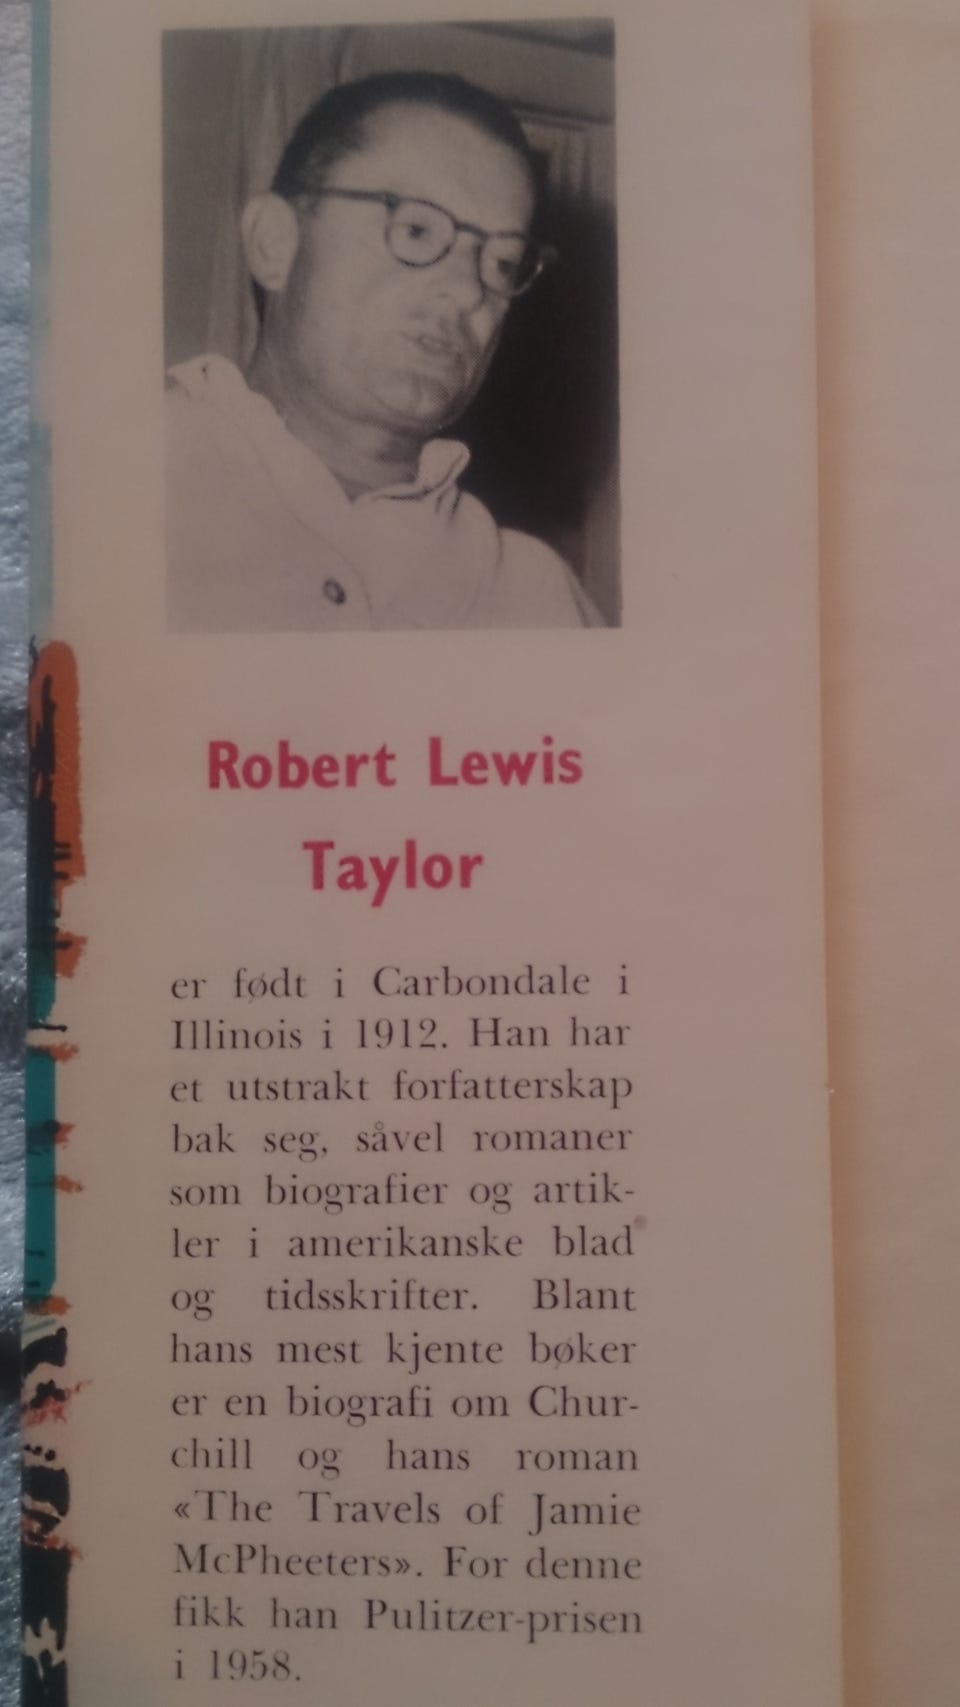 Robert Lewis
Taylor
er født i Carbondale i
Illinois i 1912. Han har
et utstrakt forfatterskap
bak seg, såvel romaner
som biografier og artik-
ler i amerikanske blad
og tidsskrifter. Blant
hans mest kjente bøker
er en biografi om Chur-
chill og hans roman
«The Travels of Jamie
McPheeters». For denne
fikk han Pulitzer-prisen
i 1958.